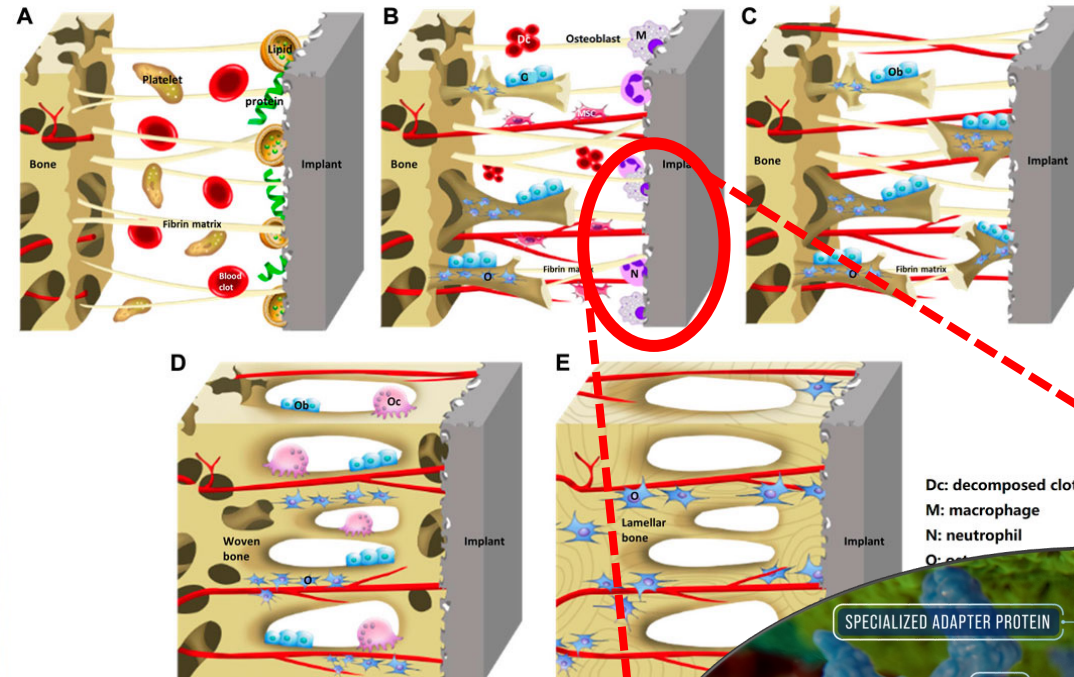 A
Lipid
Platelet
protein
Bone
Implant
Fibrin matrix
Blood
clot
B
Dc
Osteoblast
M
O
MSC
Bone
Implant
Fibrin matrix
N
O
C
Ob
Bone
Implant
O
Fibrin matrix
D
Ob
Oc
Woven
bone
Implant
O
E
O
Lamellar
bone
Implant
Dc: decomposed clot
M: macrophage
N: neutrophil
O:
SPECIALIZED ADAPTER PROTEIN